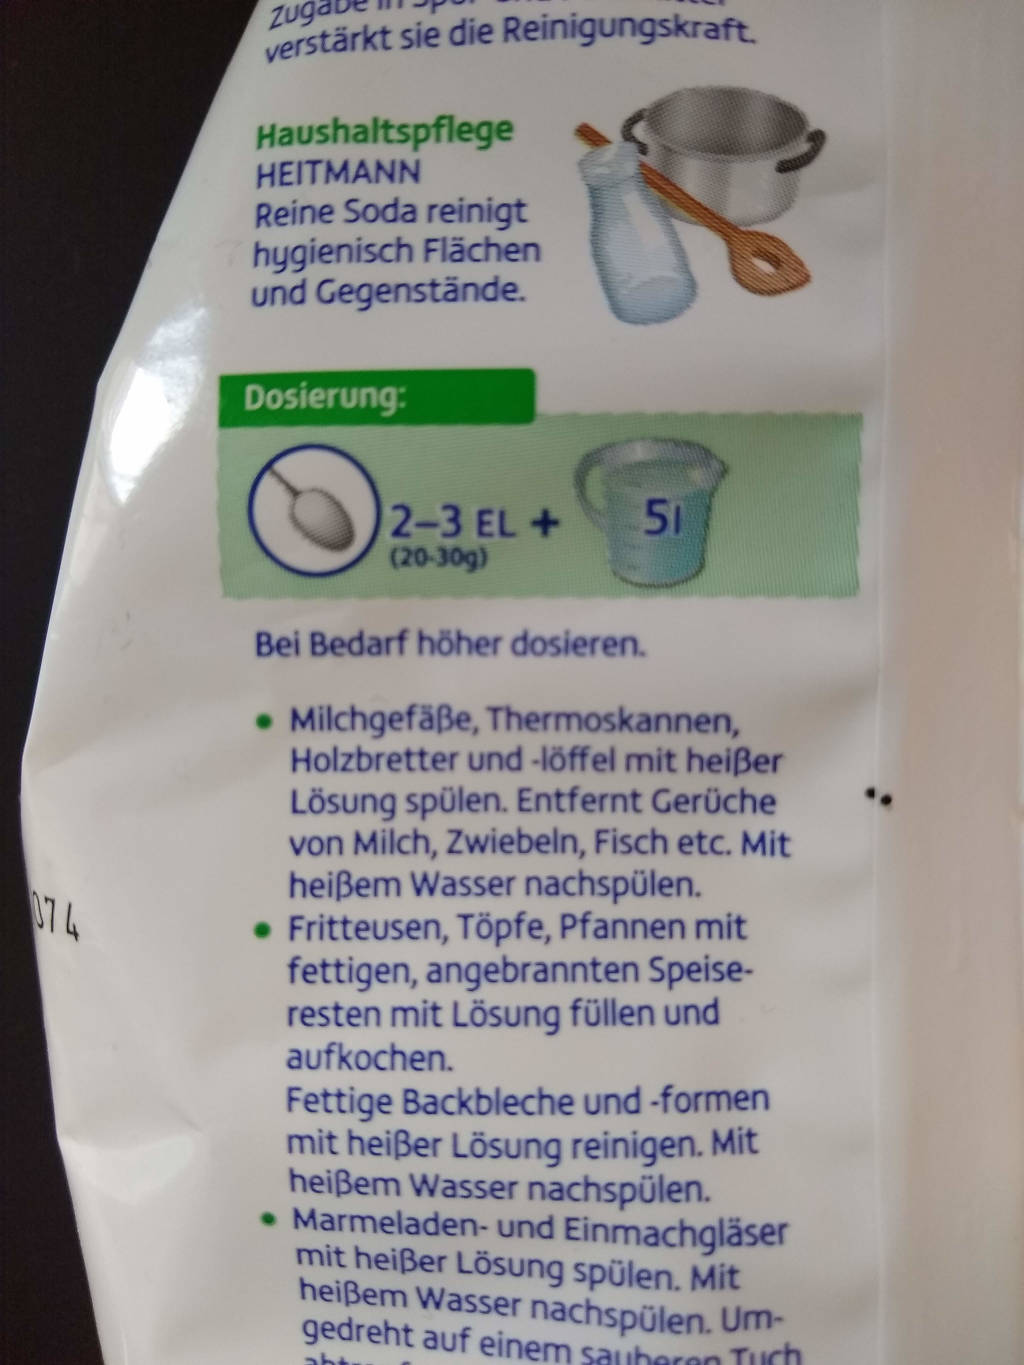 Zugabe in
verstärkt sie die Reinigungskraft.
Haushaltspflege
HEITMANN
Reine Soda reinigt
hygienisch Flächen
und Gegenstände.
Dosierung:
2–3 EL + 5l
(20-30g)
Bei Bedarf höher dosieren.
• Milchgefäße, Thermoskannen,
Holzbretter und -löffel mit heißer
Lösung spülen. Entfernt Gerüche
von Milch, Zwiebeln, Fisch etc. Mit
heißem Wasser nachspülen.
074
• Fritteusen, Töpfe, Pfannen mit
fettigen, angebrannten Speise-
resten mit Lösung füllen und
aufkochen.
Fettige Backbleche und -formen
mit heißer Lösung reinigen. Mit
heißem Wasser nachspülen.
• Marmeladen- und Einmachgläser
mit heißer Lösung spülen. Mit
heißem Wasser nachspülen. Um-
gedreht auf einem sauberen Tuch